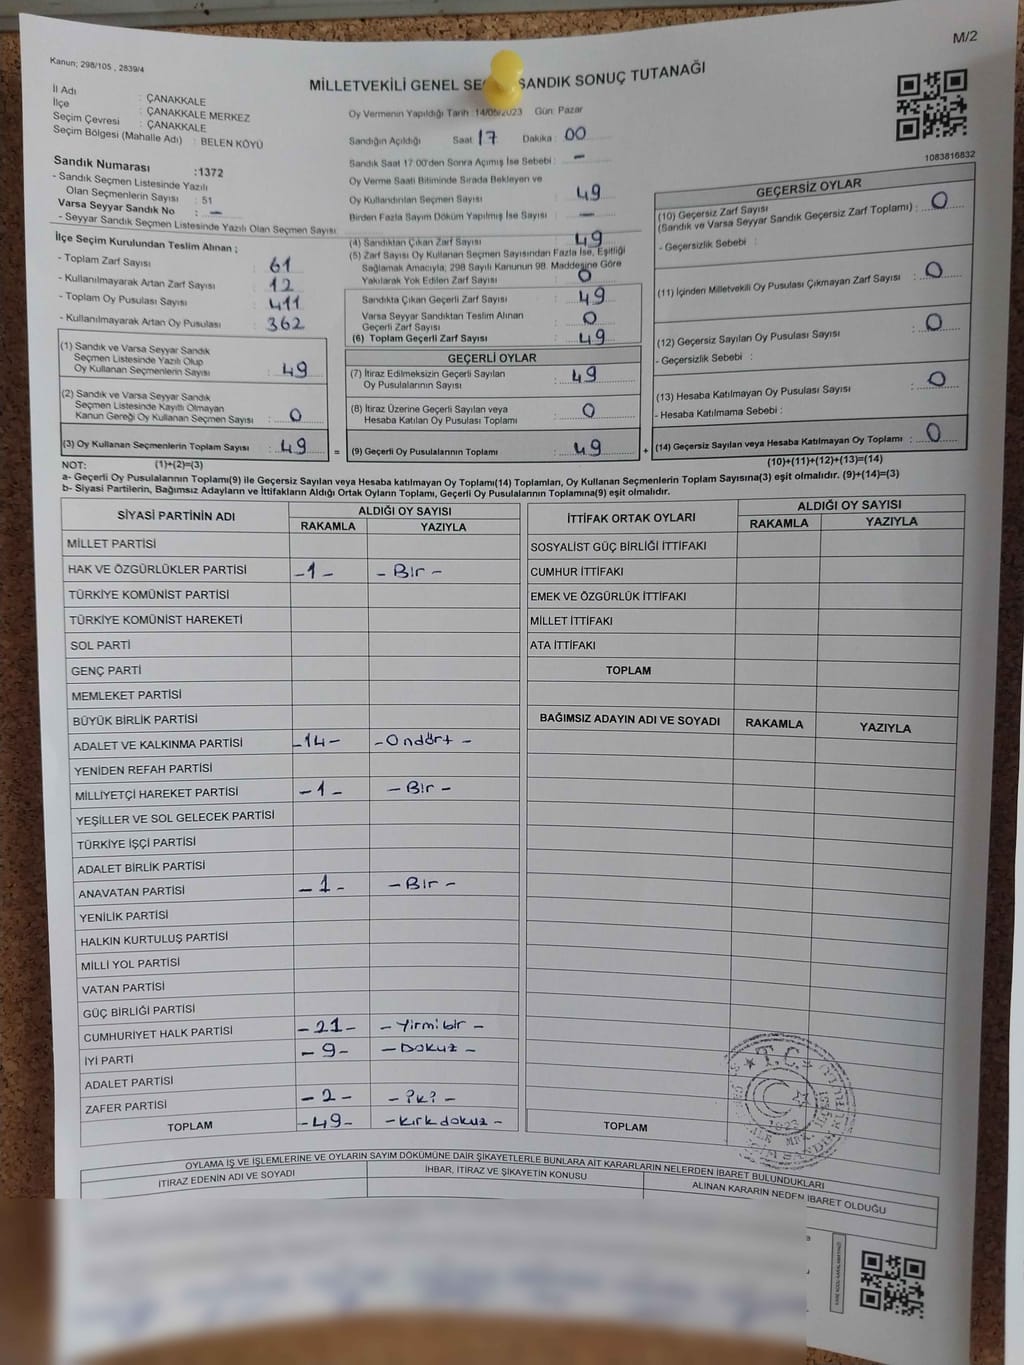 M/2
Kanun; 298/105 , 2839/4
MİLLETVEKİLİ GENEL SANDIK SONUÇ TUTANAĞI
İl Adı : ÇANAKKALE
İlçe : ÇANAKKALE MERKEZ
Seçim Çevresi : ÇANAKKALE
Seçim Bölgesi (Mahalle Adı) : BELEN KÖYÜ
Oy Vermenin Yapıldığı Tarih :14/05/2023 Gün: Pazar
Sandığın Açıldığı Saat 17 Dakika : 00
Sandık Saat 17:00'den Sonra Açımış İse Sebebi : -
Oy Verme Saati Bitiminde Sırada Bekleyen ve
Oy Kullandırılan Seçmen Sayısı : 49
Birden Fazla Sayım Döküm Yapılmış İse Sayısı : -
1083816832
Sandık Numarası :1372
- Sandık Seçmen Listesinde Yazılı
Olan Seçmenlerin Sayısı : 51
Varsa Seyyar Sandık No : -
- Seyyar Sandık Seçmen Listesinde Yazılı Olan Seçmen Sayısı
İlçe Seçim Kurulundan Teslim Alınan ;
- Toplam Zarf Sayısı : 61
- Kullanılmayarak Artan Zarf Sayısı : 12
- Toplam Oy Pusulası Sayısı : 411
- Kullanılmayarak Artan Oy Pusulası : 362
(4) Sandıktan Çıkan Zarf Sayısı : 49
(5) Zarf Sayısı Oy Kullanan Seçmen Sayısından Fazla İse, Eşitliği
Sağlamak Amacıyla; 298 Sayılı Kanunun 98. Maddesine Göre
Yakılarak Yok Edilen Zarf Sayısı : 0
Sandıkta Çıkan Geçerli Zarf Sayısı : 49
Varsa Seyyar Sandıktan Teslim Alınan
Geçerli Zarf Sayısı : 0
(6) Toplam Geçerli Zarf Sayısı : 49
GEÇERSİZ OYLAR
(10) Geçersiz Zarf Sayısı
(Sandık ve Varsa Seyyar Sandık Geçersiz Zarf Toplamı) : 0
- Geçersizlik Sebebi :
(11) İçinden Milletvekili Oy Pusulası Çıkmayan Zarf Sayısı : 0
(12) Geçersiz Sayılan Oy Pusulası Sayısı : 0
- Geçersizlik Sebebi :
(13) Hesaba Katılmayan Oy Pusulası Sayısı : 0
- Hesaba Katılmama Sebebi :
(14) Geçersiz Sayılan veya Hesaba Katılmayan Oy Toplamı : 0
(10)+(11)+(12)+(13)=(14)
(1) Sandık ve Varsa Seyyar Sandık
Seçmen Listesinde Yazılı Olup
Oy Kullanan Seçmenlerin Sayısı : 49
(2) Sandık ve Varsa Seyyar Sandık
Seçmen Listesinde Kayıtlı Olmayan
Kanun Gereği Oy Kullanan Seçmen Sayısı : 0
(3) Oy Kullanan Seçmenlerin Toplam Sayısı : 49 =
GEÇERLİ OYLAR
(7) İtiraz Edilmeksizin Geçerli Sayılan
Oy Pusulalarının Sayısı : 49
(8) İtiraz Üzerine Geçerli Sayılan veya
Hesaba Katılan Oy Pusulası Toplamı : 0
(9) Geçerli Oy Pusulalarının Toplamı : 49 +
NOT: (1)+(2)=(3)
a- Geçerli Oy Pusulalarının Toplamı(9) ile Geçersiz Sayılan veya Hesaba katılmayan Oy Toplamı(14) Toplamları, Oy Kullanan Seçmenlerin Toplam Sayısına(3) eşit olmalıdır. (9)+(14)=(3)
b- Siyasi Partilerin, Bağımsız Adayların ve İttifakların Aldığı Ortak Oyların Toplamı, Geçerli Oy Pusulalarının Toplamına(9) eşit olmalıdır.
SİYASİ PARTİNİN ADI ALDIĞI OY SAYISI
RAKAMLA YAZIYLA
MİLLET PARTİSİ
HAK VE ÖZGÜRLÜKLER PARTİSİ -1- - Bir -
TÜRKİYE KOMÜNİST PARTİSİ
TÜRKİYE KOMÜNİST HAREKETİ
SOL PARTİ
GENÇ PARTİ
MEMLEKET PARTİSİ
BÜYÜK BİRLİK PARTİSİ
ADALET VE KALKINMA PARTİSİ -14- -Ondört -
YENİDEN REFAH PARTİSİ
MİLLİYETÇİ HAREKET PARTİSİ -1- - Bir -
YEŞİLLER VE SOL GELECEK PARTİSİ
TÜRKİYE İŞÇİ PARTİSİ
ADALET BİRLİK PARTİSİ
ANAVATAN PARTİSİ -1- -Bir -
YENİLİK PARTİSİ
HALKIN KURTULUŞ PARTİSİ
MİLLİ YOL PARTİSİ
VATAN PARTİSİ
GÜÇ BİRLİĞİ PARTİSİ
CUMHURİYET HALK PARTİSİ -21- -Yirmibir -
İYİ PARTİ -9- -Dokuz -
ADALET PARTİSİ
ZAFER PARTİSİ -2- -İki -
TOPLAM -49- -Kırkdokuz -
İTTİFAK ORTAK OYLARI ALDIĞI OY SAYISI
RAKAMLA YAZIYLA
SOSYALİST GÜÇ BİRLİĞİ İTTİFAKI
CUMHUR İTTİFAKI
EMEK VE ÖZGÜRLÜK İTTİFAKI
MİLLET İTTİFAKI
ATA İTTİFAKI
TOPLAM
BAĞIMSIZ ADAYIN ADI VE SOYADI RAKAMLA YAZIYLA
TOPLAM
T.C.
OYLAMA İŞ VE İŞLEMLERİNE VE OYLARIN SAYIM DÖKÜMÜNE DAİR ŞİKAYETLERLE BUNLARA AİT KARARLARIN NELERDEN İBARET BULUNDUKLARI
İTİRAZ EDENİN ADI VE SOYADI İHBAR, İTİRAZ VE ŞİKAYETİN KONUSU ALINAN KARARIN NEDEN İBARET OLDUĞU